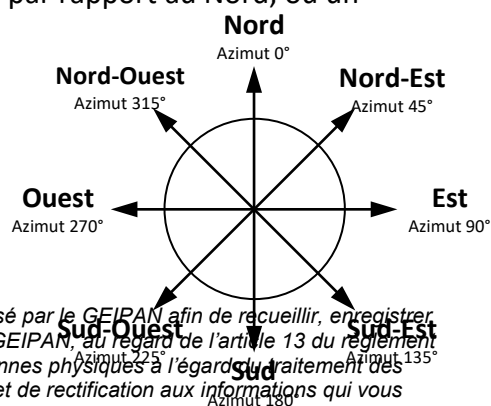 par rapport au Nord, ou un
Nord
Azimut 0°
Nord-Ouest
Azimut 315°
Nord-Est
Azimut 45°
Ouest
Azimut 270°
Est
Azimut 90°
sé par le GEIPAN afin de recueillir, enregistrer
Sud-Ouest
Sud-Est
GEIPAN, au regard de l'article 13 du règlement
Azimut 225°
Azimut 135°
nnes physiques à l'égard du traitement des
Sud
et de rectification aux informations qui vous
Azimut 180°